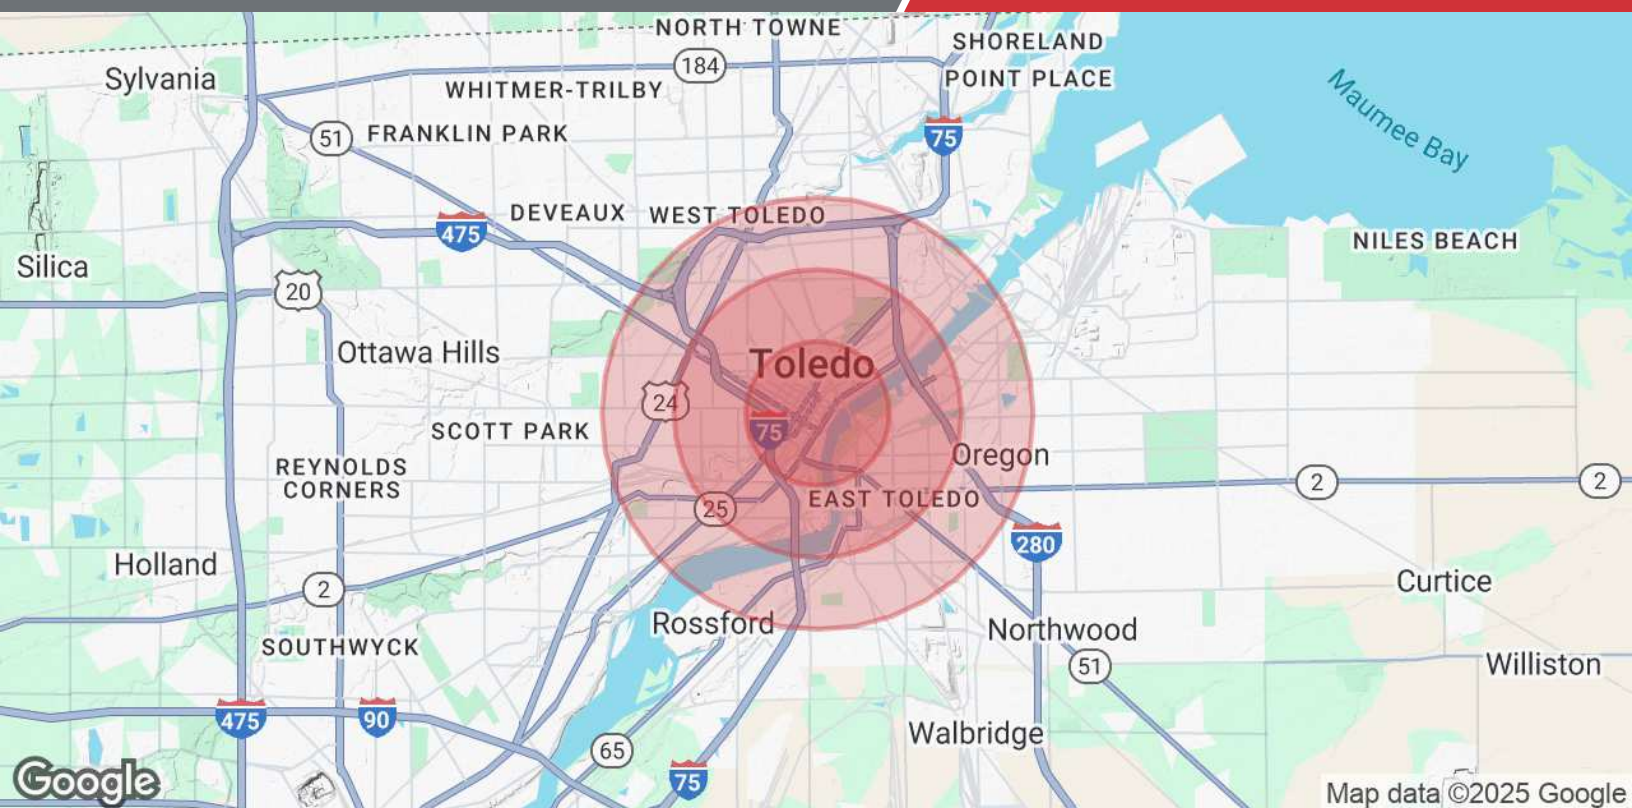 NORTH TOWNE
SHORELAND
184
Sylvania
POINT PLACE
WHITMER-TRILBY
51
FRANKLIN PARK
75
Maumee Bay
DEVEAUX
WEST TOLEDO
475
NILES BEACH
Silica
20
Ottawa Hills
Toledo
24
SCOTT PARK
75
Oregon
REYNOLDS
CORNERS
2
2
EAST TOLEDO
25
280
Holland
Curtice
2
Rossford
Northwood
SOUTHWYCK
51
Williston
475
90
Walbridge
65
75
Google
Map data ©2025 Google